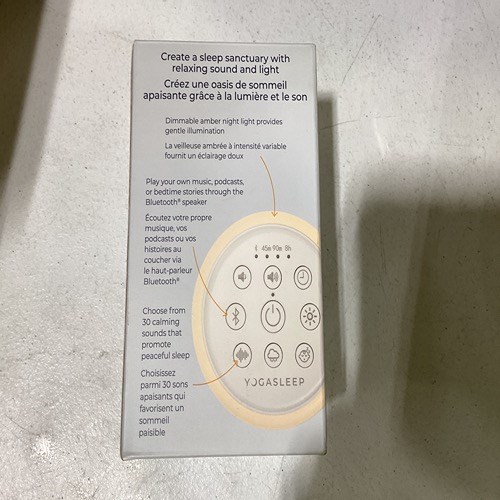 Create a sleep sanctuary with
relaxing sound and light
Créez une oasis de sommeil
apaisante grâce à la lumière et le son
Dimmable amber night light provides
gentle illumination
La veilleuse ambrée à intensité variable
fournit un éclairage doux
Play your own music, podcasts,
or bedtime stories through the
Bluetooth® speaker
Écoutez votre propre
musique, vos
podcasts ou vos
histoires au
coucher via
le haut-parleur
Bluetooth®
45m 90m 8h
Choose from
30 calming
sounds that
promote
peaceful sleep
Choisissez
parmi 30 sons
apaisants qui
favorisent un
sommeil
paisible
YOGASLEEP